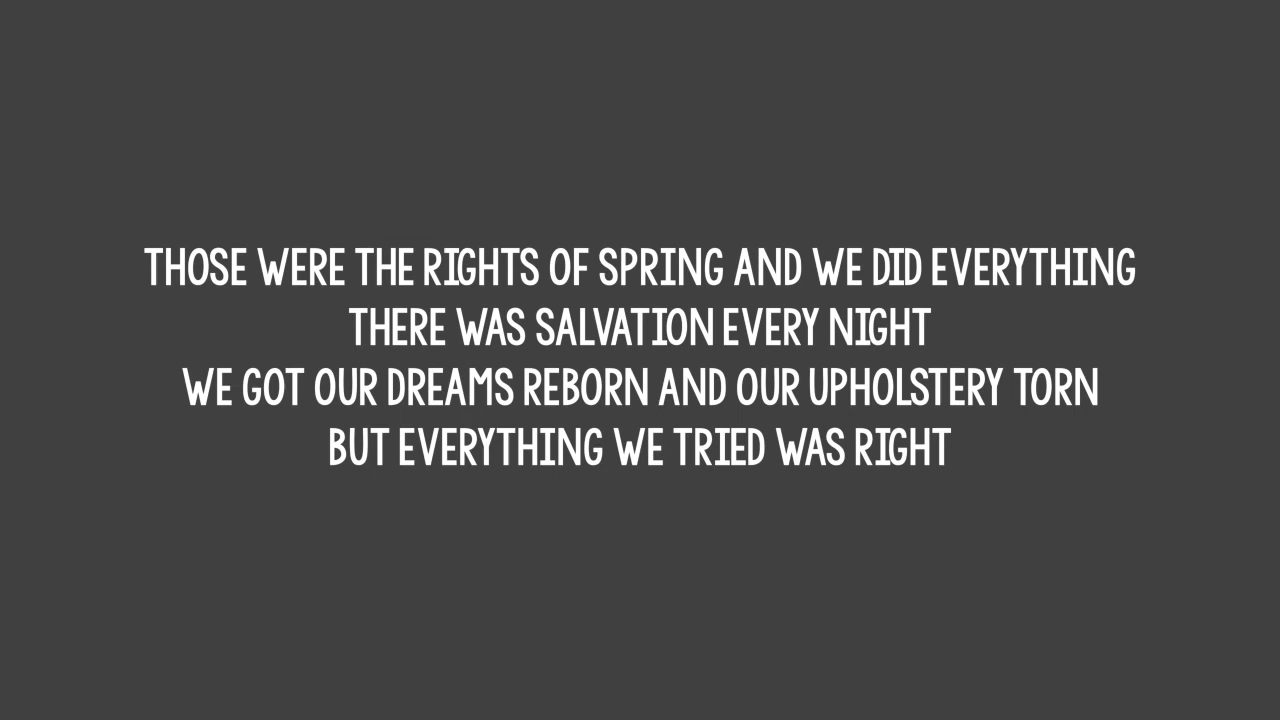 THOSE WERE THE RIGHTS OF SPRING AND WE DID EVERYTHING
THERE WAS SALVATION EVERY NIGHT
WE GOT OUR DREAMS REBORN AND OUR UPHOLSTERY TORN
BUT EVERYTHING WE TRIED WAS RIGHT